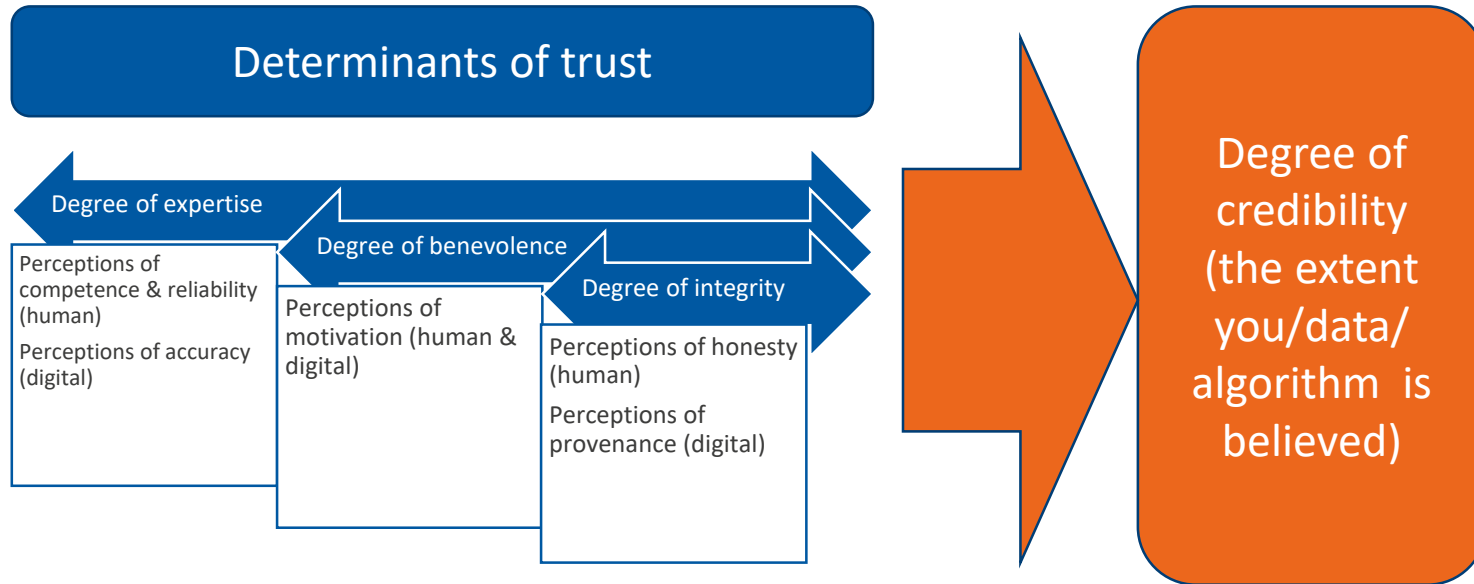 Determinants of trust
Degree of expertise
Perceptions of
competence & reliability
(human)
Perceptions of accuracy
(digital)
Degree of benevolence
Perceptions of
motivation (human &
digital)
Degree of integrity
Perceptions of honesty
(human)
Perceptions of
provenance (digital)
Degree of
credibility
(the extent
you/data/
algorithm is
believed)